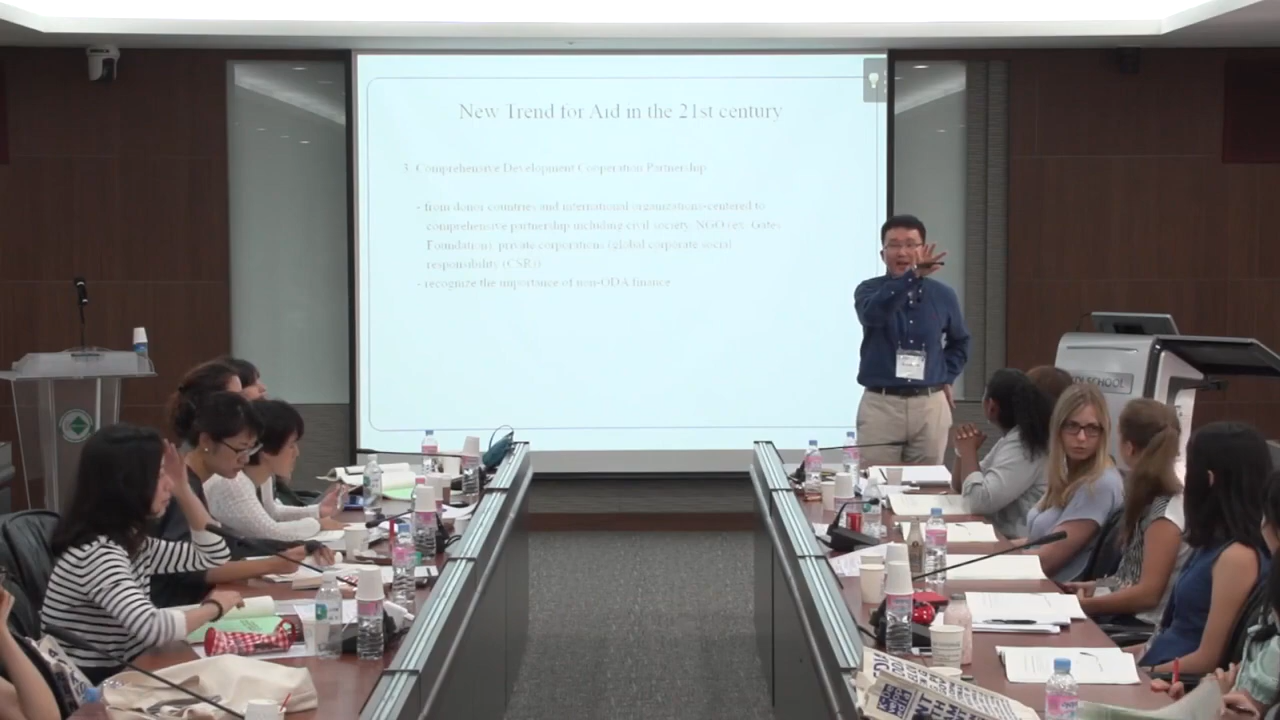 New Trend for Aid in the 21st century
3. Comprehensive Development Cooperation Partnership
- from donor countries and international organizations-centered to
comprehensive partnership including civil society, NGO (ex: Gates
Foundation), private corporations (global corporate social
responsibility (CSR))
- recognize the importance of non-ODA finance
SCHOOL